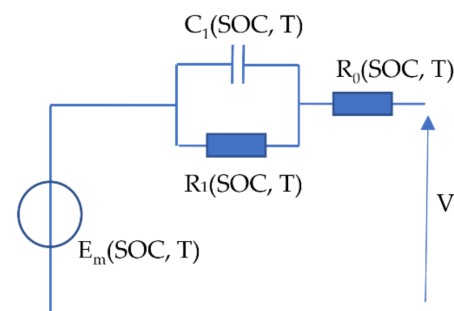 C₁(SOC, T)
R₀(SOC, T)
R₁(SOC, T)
V
Eₘ(SOC, T)